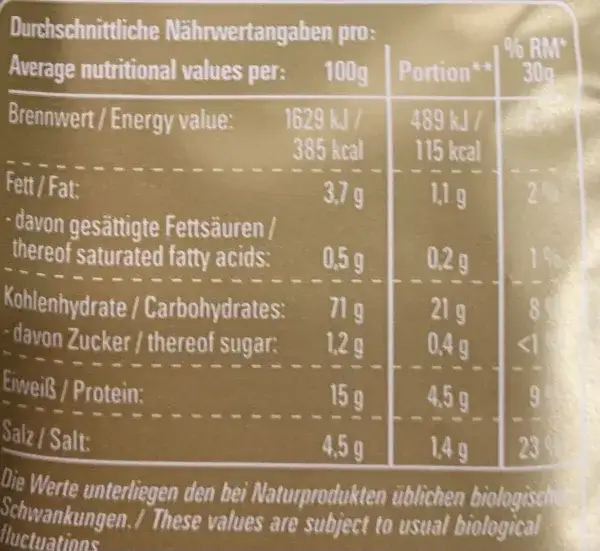 Durchschnittliche Nährwertangaben pro:
Average nutritional values per: 100g Portion** % RM* 30g
Brennwert / Energy value: 1629 kJ / 489 kJ /
385 kcal 115 kcal
Fett / Fat: 3,7 g 1,1 g 2%
- davon gesättigte Fettsäuren /
thereof saturated fatty acids: 0,5 g 0,2 g 1%
Kohlenhydrate / Carbohydrates: 71 g 21 g 8
- davon Zucker / thereof sugar: 1,2 g 0,4 g <1
Eiweiß / Protein: 15 g 4,5 g 9
Salz / Salt: 4,5 g 1,4 g 23%
Die Werte unterliegen den bei Naturprodukten üblichen
Schwankungen. / These values are subject to usual biological
fluctuations